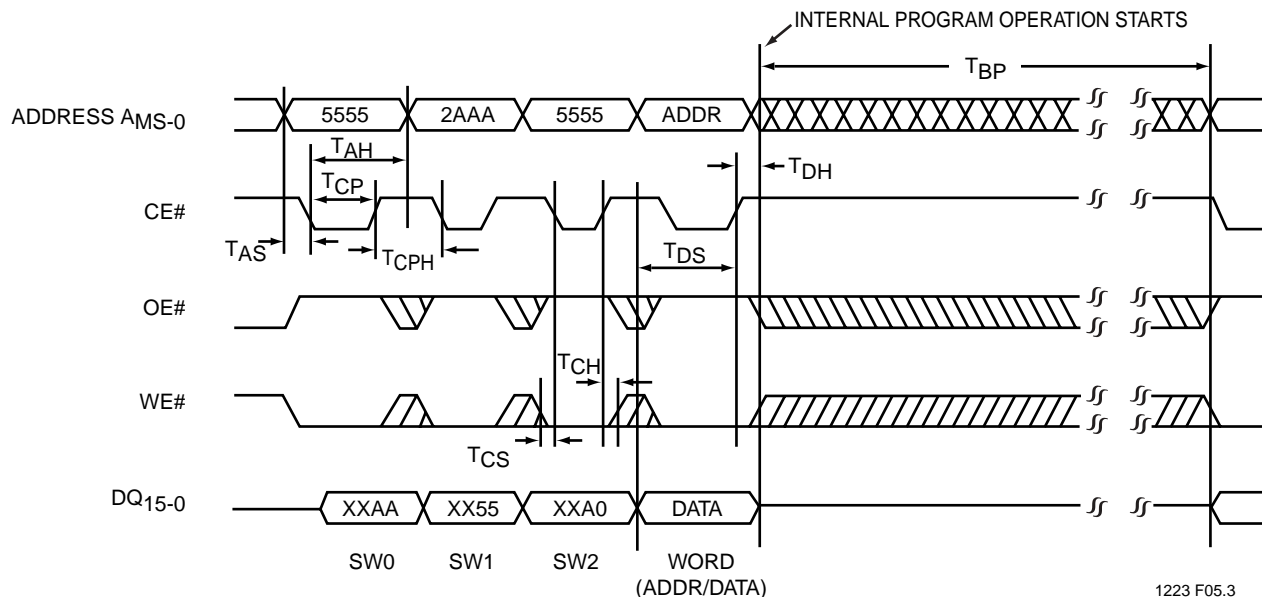 INTERNAL PROGRAM OPERATION STARTS
TBP
ADDRESS AMS-0
5555 2AAA 5555 ADDR
TAH
TDH
TCP
CE#
TAS
TCPH
TDS
OE#
TCH
WE#
TCS
DQ15-0
XXAA XX55 XXA0 DATA
SW0 SW1 SW2 WORD
(ADDR/DATA)
1223 F05.3